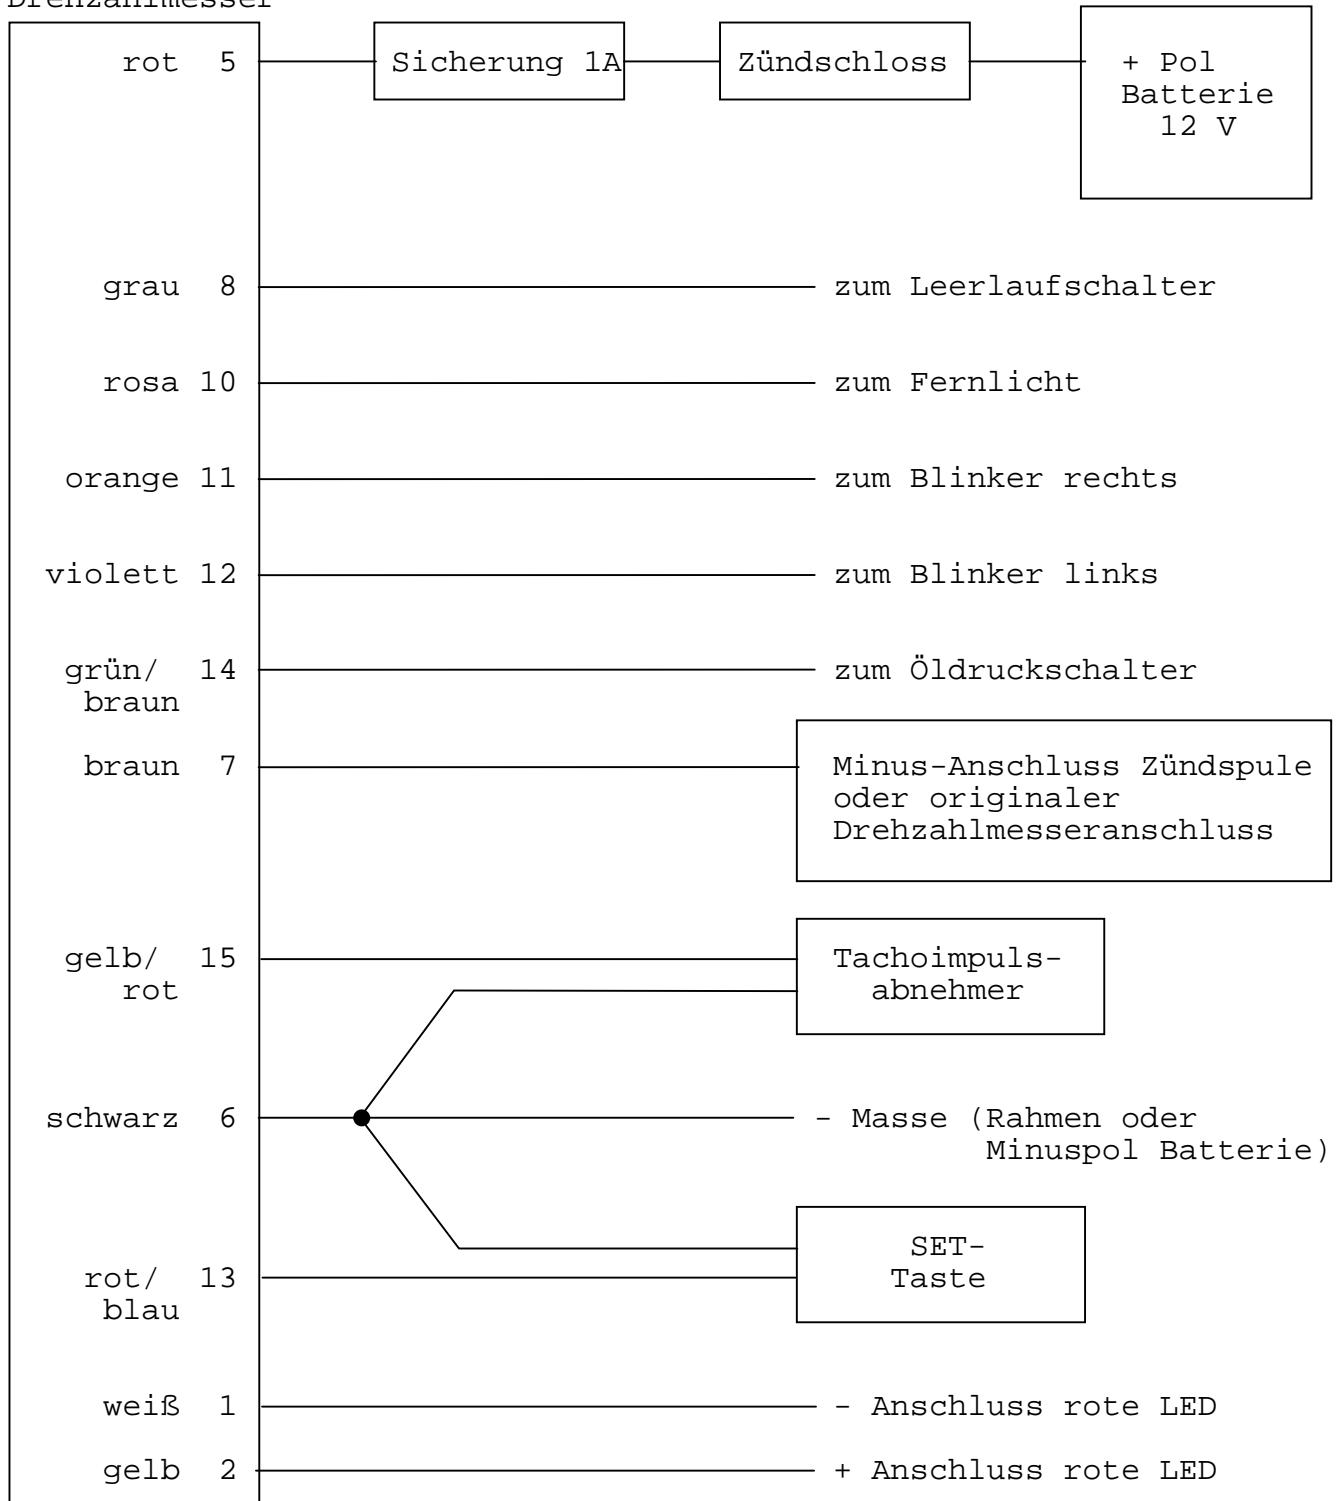 Drehzahlmesser
rot 5 Sicherung 1A Zündschloss + Pol
Batterie
12 V
grau 8 zum Leerlaufschalter
rosa 10 zum Fernlicht
orange 11 zum Blinker rechts
violett 12 zum Blinker links
grün/ 14 zum Öldruckschalter
braun
braun 7 Minus-Anschluss Zündspule
oder originaler
Drehzahlmesseranschluss
gelb/ 15 Tachoimpuls-
rot abnehmer
schwarz 6 - Masse (Rahmen oder
Minuspol Batterie)
SET-
rot/ 13 Taste
blau
weiß 1 - Anschluss rote LED
gelb 2 + Anschluss rote LED